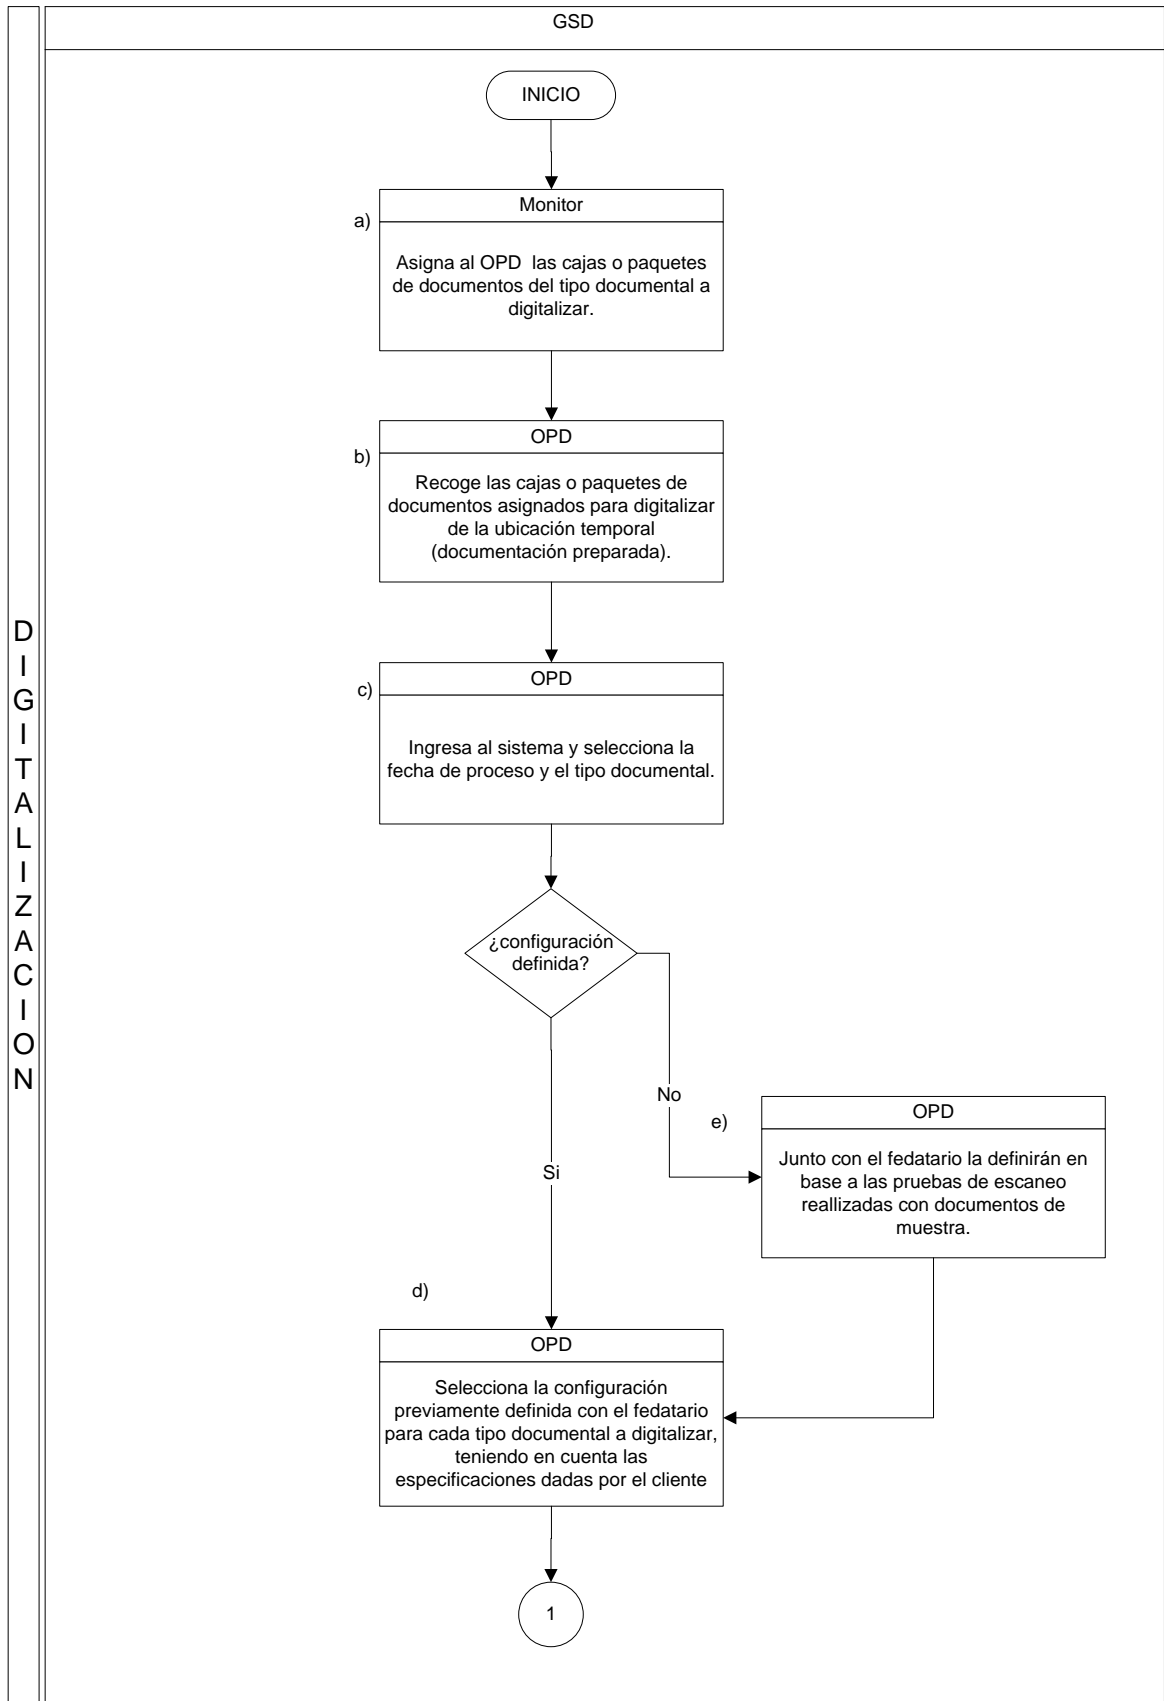 GSD
DIGITALIZACION
INICIO
a)
Monitor
Asigna al OPD las cajas o paquetes
de documentos del tipo documental a
digitalizar.
b)
OPD
Recoge las cajas o paquetes de
documentos asignados para digitalizar
de la ubicación temporal
(documentación preparada).
c)
OPD
Ingresa al sistema y selecciona la
fecha de proceso y el tipo documental.
¿configuración
definida?
No
Si
e)
OPD
Junto con el fedatario la definirán en
base a las pruebas de escaneo
reallizadas con documentos de
muestra.
d)
OPD
Selecciona la configuración
previamente definida con el fedatario
para cada tipo documental a digitalizar,
teniendo en cuenta las
especificaciones dadas por el cliente
1